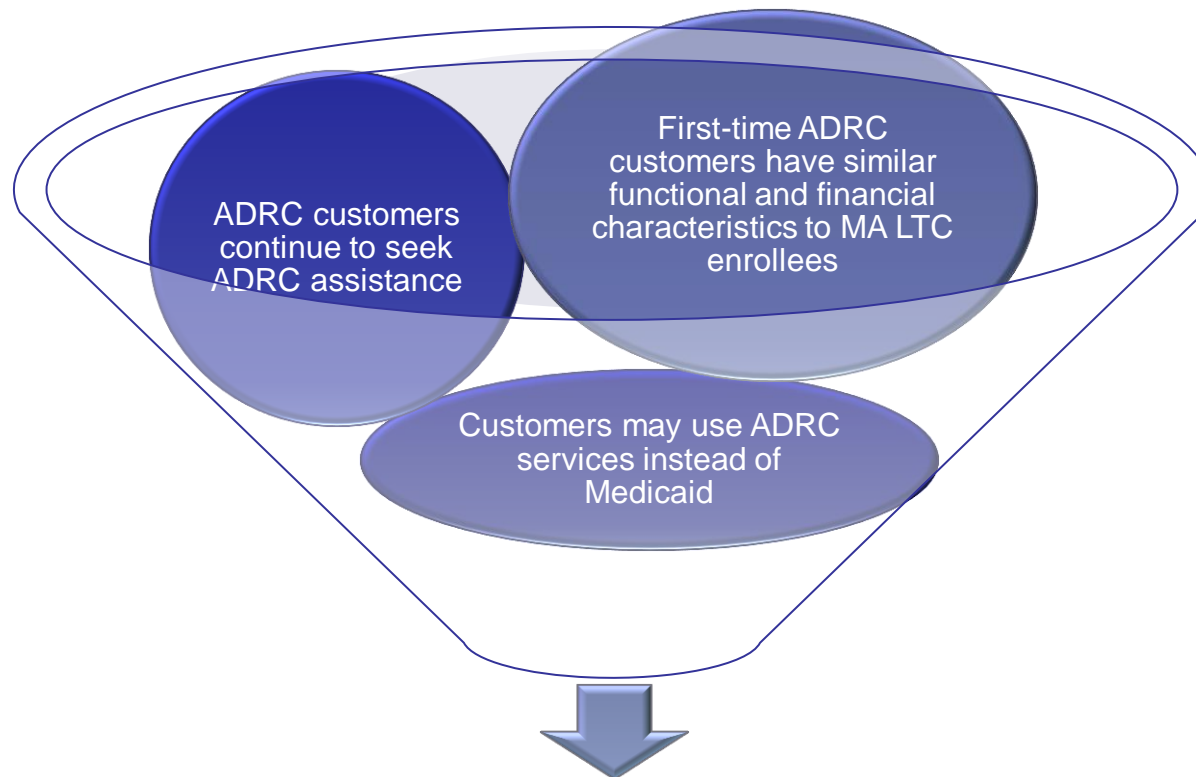 ADRC customers
continue to seek
ADRC assistance
First-time ADRC
customers have similar
functional and financial
characteristics to MA LTC
enrollees
Customers may use ADRC
services instead of
Medicaid